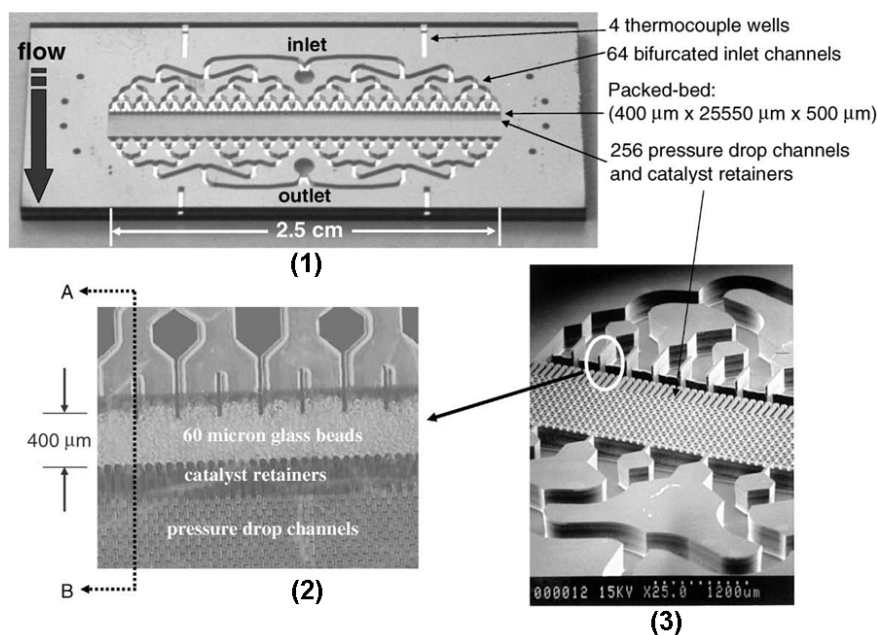 flow
inlet
outlet
2.5 cm
(1)
4 thermocouple wells
64 bifurcated inlet channels
Packed-bed:
(400 µm x 25550 µm x 500 µm)
256 pressure drop channels
and catalyst retainers
A
400 µm
60 micron glass beads
catalyst retainers
pressure drop channels
B
(2)
000012 15KV X25.0 1200um
(3)